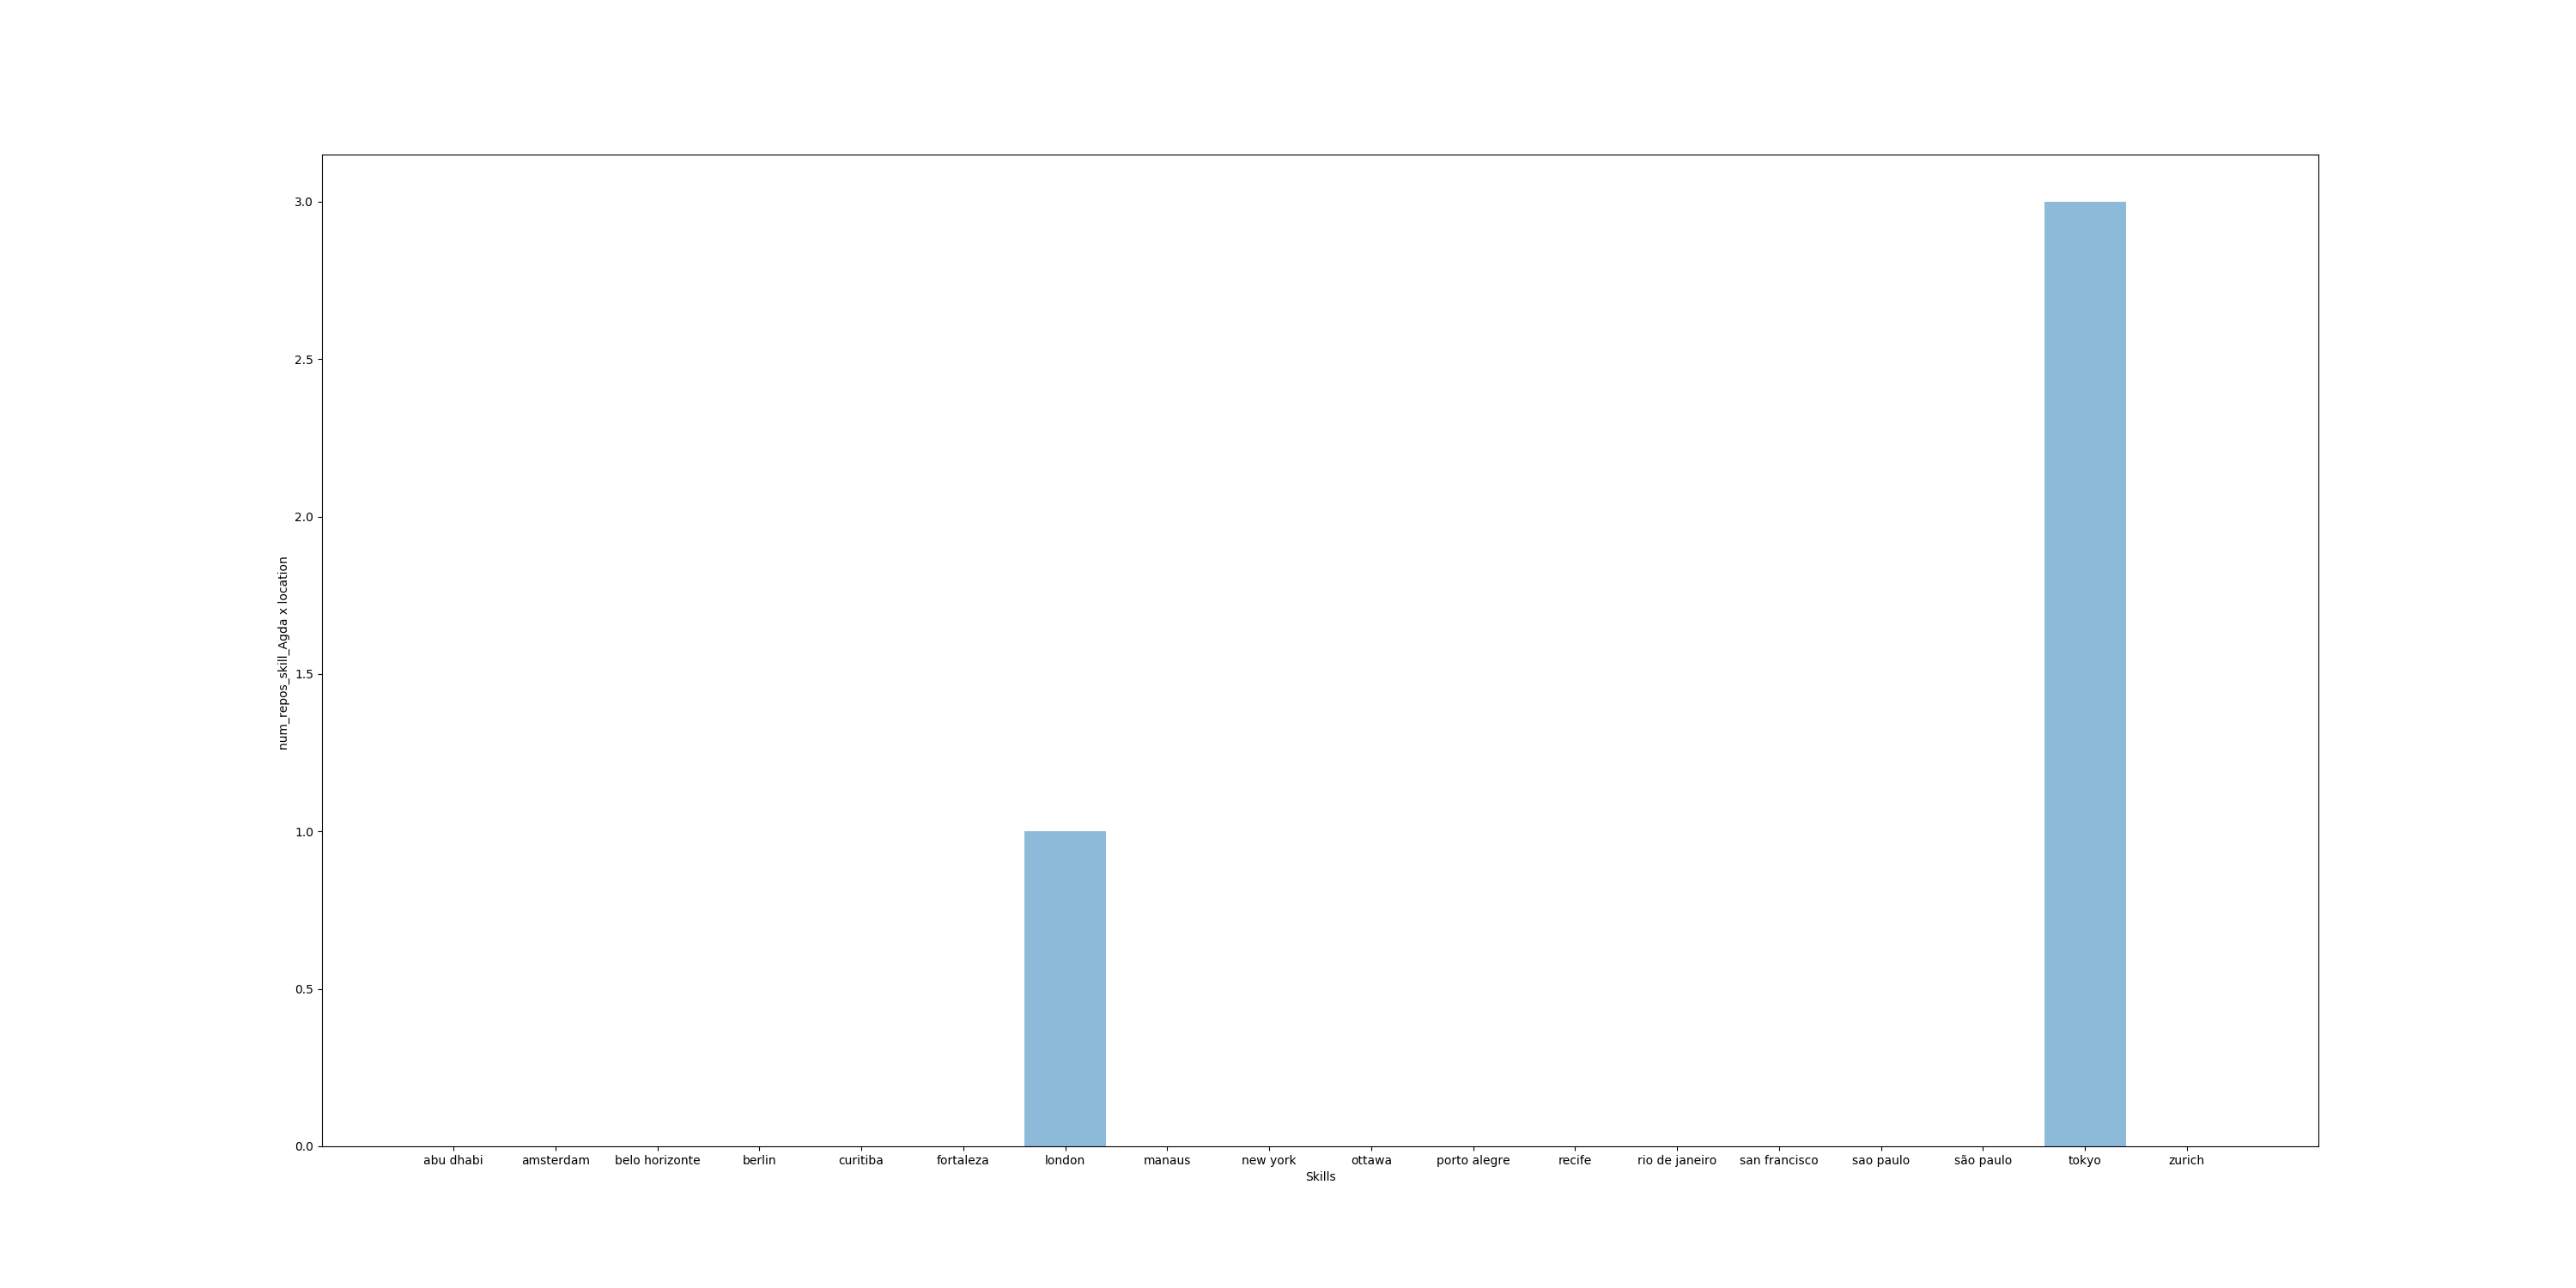 3.0
2.5
2.0
1.5
1.0
0.5
0.0
num_repos_skill_Agda x location
abu dhabi amsterdam belo horizonte berlin curitiba fortaleza london manaus new york ottawa porto alegre recife rio de janeiro san francisco sao paulo são paulo tokyo zurich
Skills